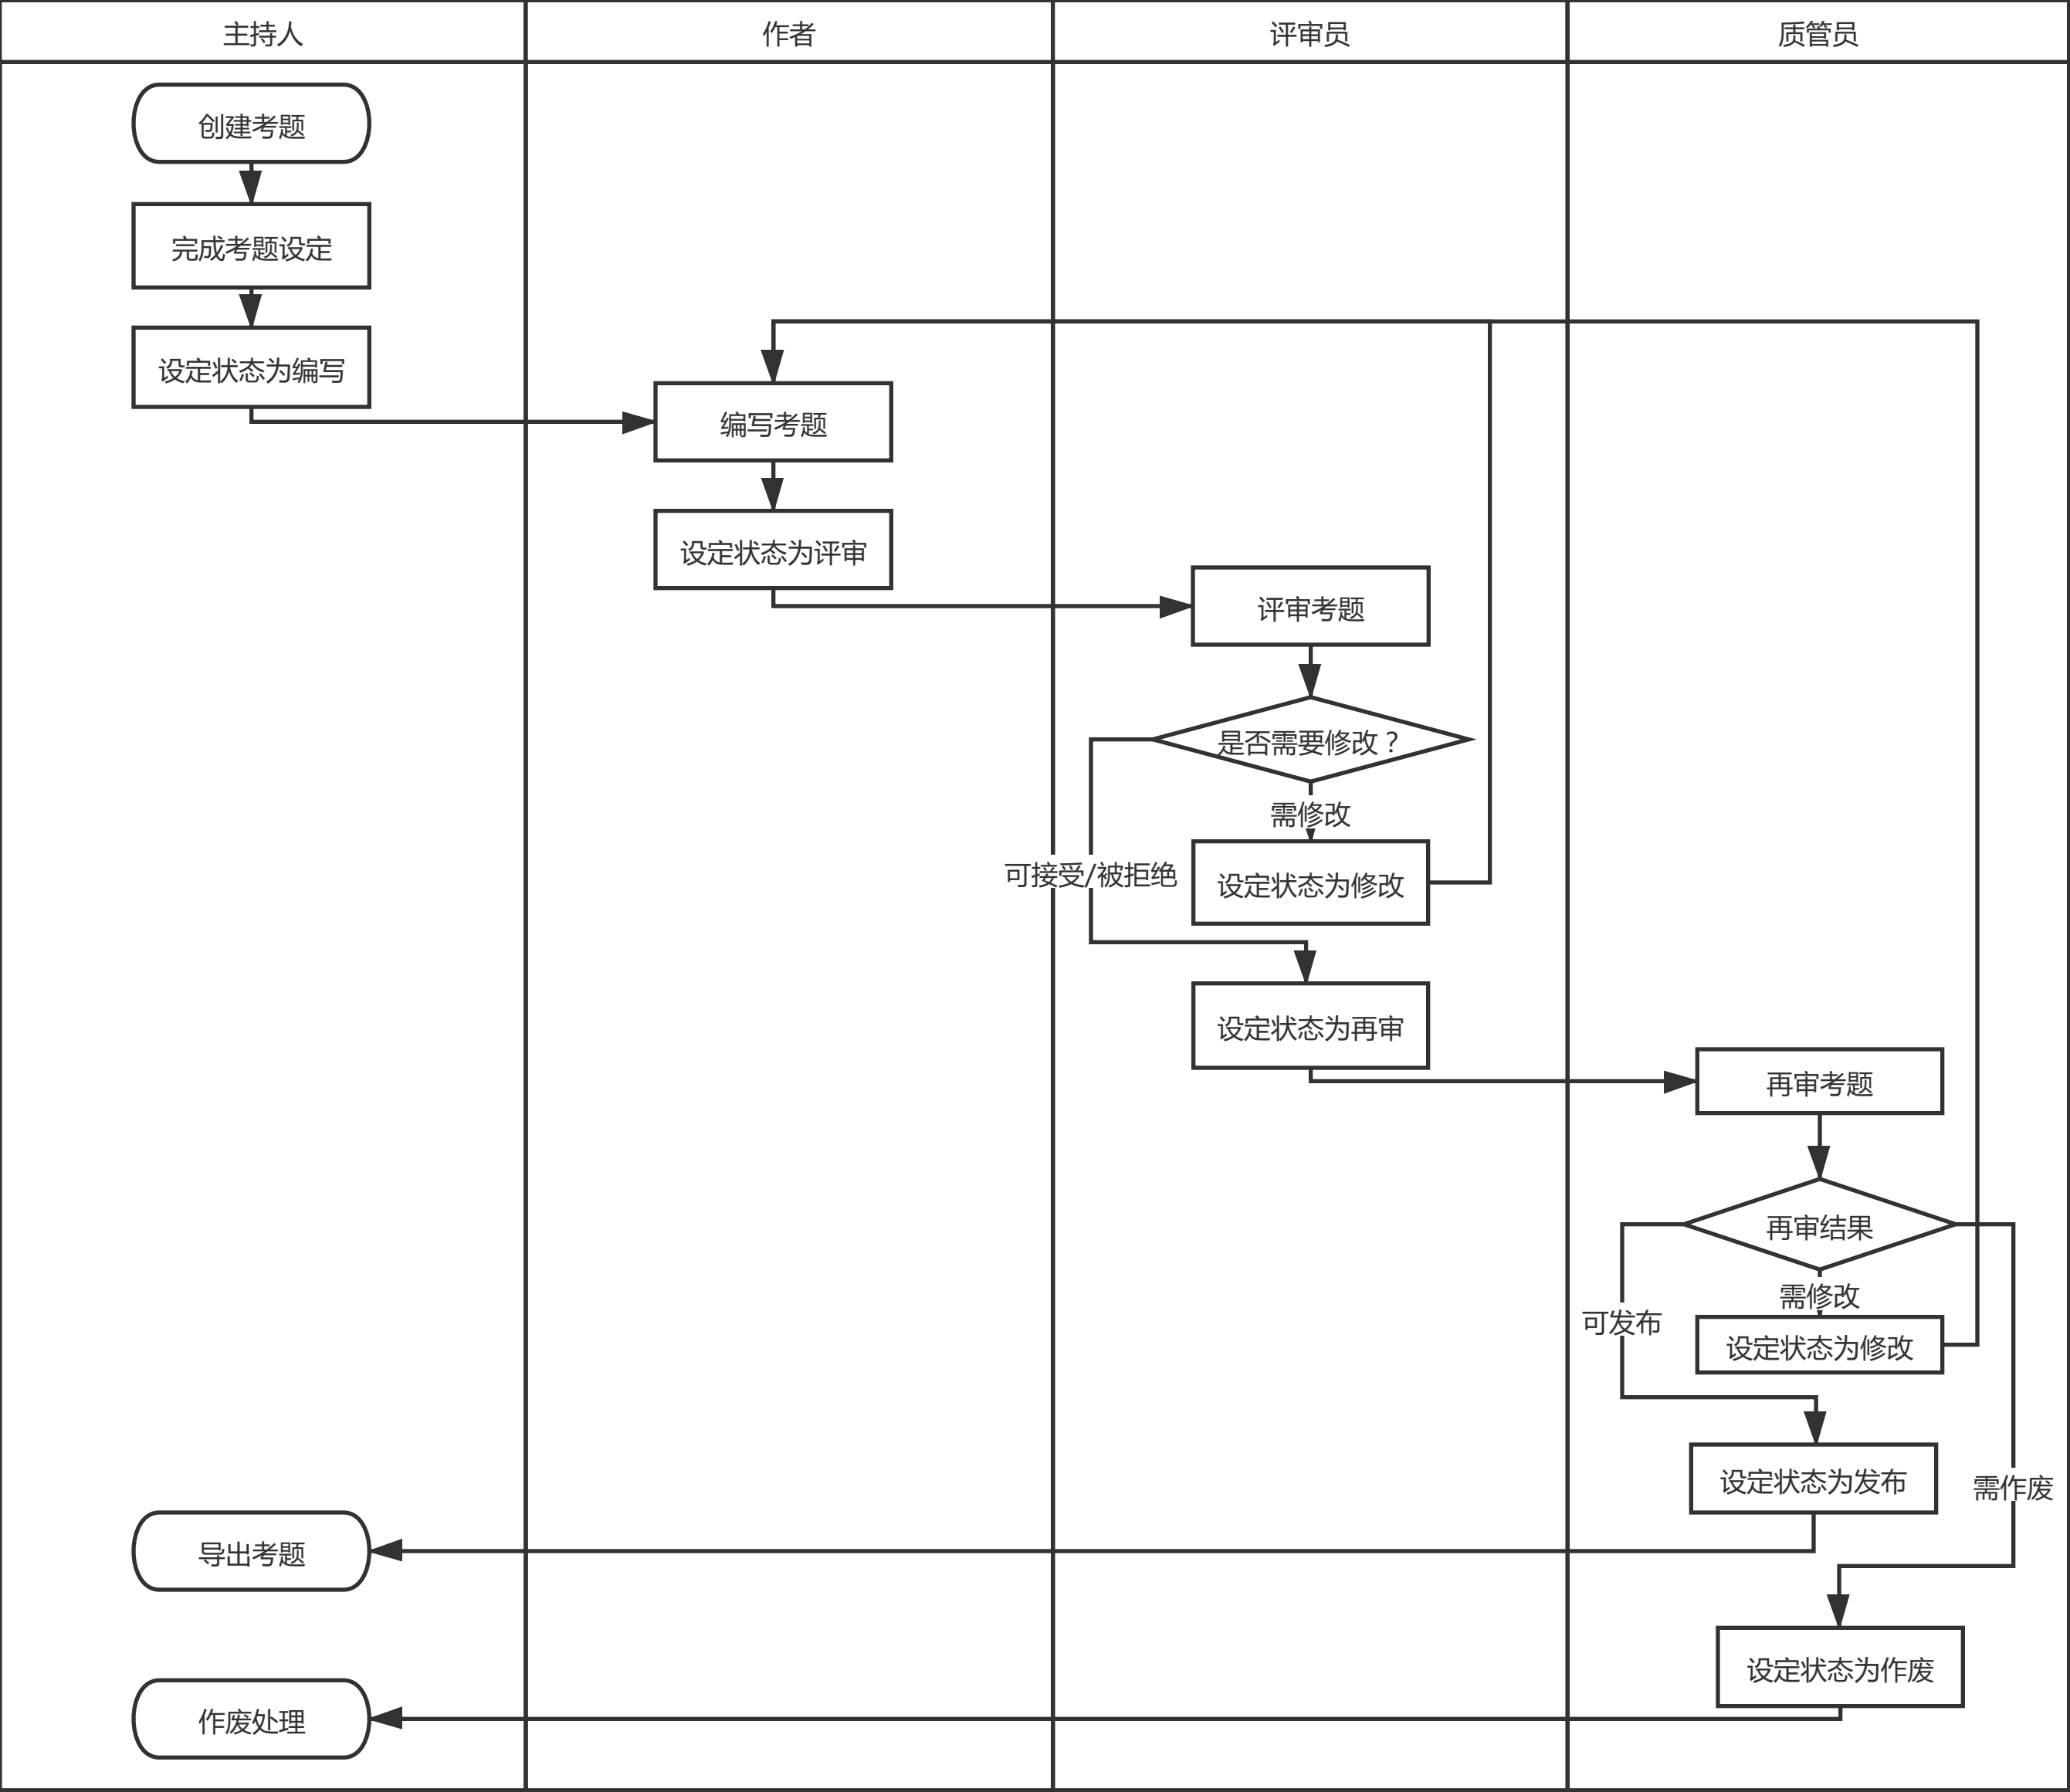 主持人
作者
评审员
质管员
创建考题
完成考题设定
设定状态为编写
编写考题
设定状态为评审
评审考题
是否需要修改？
需修改
可接受/被拒绝
设定状态为修改
设定状态为再审
再审考题
再审结果
需修改
可发布
设定状态为修改
设定状态为发布
需作废
导出考题
设定状态为作废
作废处理